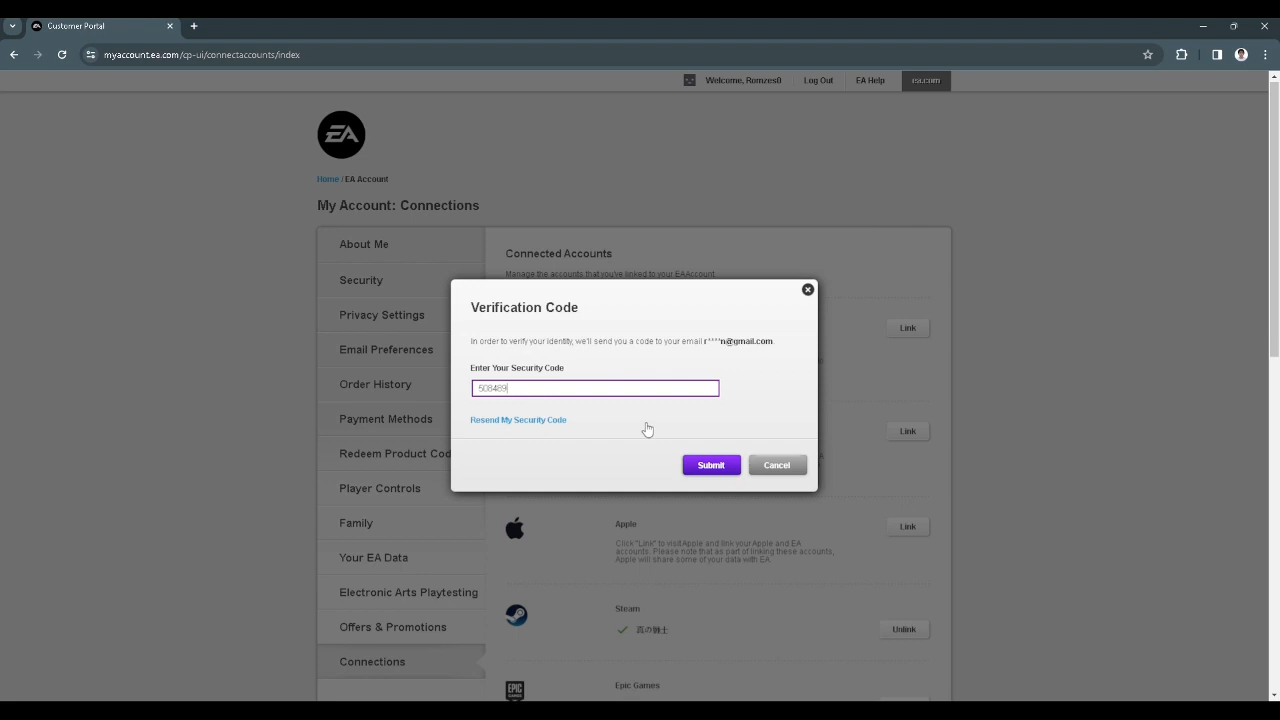 Customer Portal
myaccount.ea.com/cp-ui/connectaccounts/index
Welcome, Romzes0 Log Out EA Help ea.com
EA
Home / EA Account
My Account: Connections
About Me
Security
Privacy Settings
Email Preferences
Order History
Payment Methods
Redeem Product Cod
Player Controls
Family
Your EA Data
Electronic Arts Playtesting
Offers & Promotions
Connections
Connected Accounts
Manage the accounts that you've linked to your EA Account.
Link
Verification Code
In order to verify your identity, we'll send you a code to your email r****n@gmail.com
Enter Your Security Code
508489
Resend My Security Code
Submit Cancel
Link
Apple
Link
Click "Link" to visit Apple and link your Apple and EA
accounts. Please note that as part of linking these accounts,
Apple will share some of your data with EA
Steam
真の騎士
Unlink
EPIC
GAMES
Epic Games